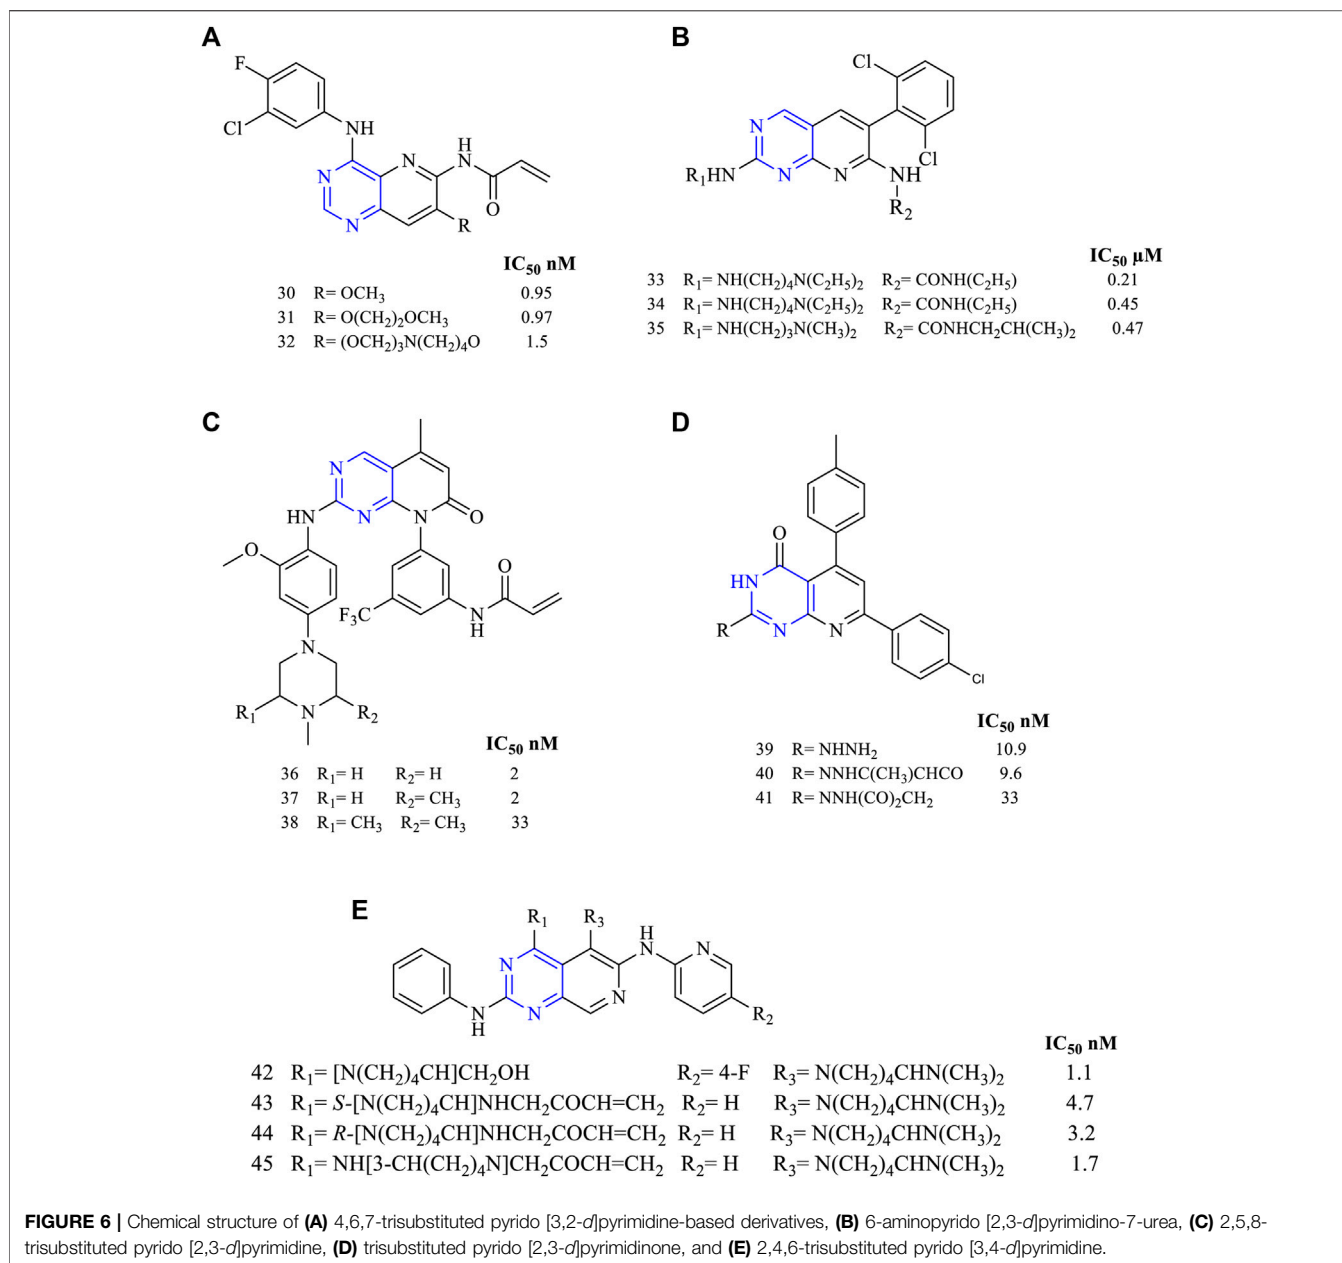 A
F
Cl
NH
N
N
N
H
N
O
R
IC50 nM
30 R= OCH3 0.95
31 R= O(CH2)2OCH3 0.97
32 R= (OCH2)3N(CH2)4O 1.5
B
Cl
N
Cl
R1HN
N
N
NH
R2
IC50 μM
33 R1= NH(CH2)4N(C2H5)2 R2= CONH(C2H5) 0.21
34 R1= NH(CH2)4N(C2H5)2 R2= CONH(C2H5) 0.45
35 R1= NH(CH2)3N(CH3)2 R2= CONHCH2CH(CH3)2 0.47
C
N
HN
N
N
O
O
F3C
N
H
O
N
R1
N
R2
IC50 nM
36 R1= H R2= H 2
37 R1= H R2= CH3 2
38 R1= CH3 R2= CH3 33
D
O
HN
R
N
N
Cl
IC50 nM
39 R= NHNH2 10.9
40 R= NNHC(CH3)CHCO 9.6
41 R= NNH(CO)2CH2 33
E
R1
R3
H
N
N
N
N
H
N
N
R2
IC50 nM
42 R1= [N(CH2)4CH]CH2OH R2= 4-F R3= N(CH2)4CHN(CH3)2 1.1
43 R1= S-[N(CH2)4CH]NHCH2COCH=CH2 R2= H R3= N(CH2)4CHN(CH3)2 4.7
44 R1= R-[N(CH2)4CH]NHCH2COCH=CH2 R2= H R3= N(CH2)4CHN(CH3)2 3.2
45 R1= NH[3-CH(CH2)4N]CH2COCH=CH2 R2= H R3= N(CH2)4CHN(CH3)2 1.7
FIGURE 6 | Chemical structure of (A) 4,6,7-trisubstituted pyrido [3,2-d]pyrimidine-based derivatives, (B) 6-aminopyrido [2,3-d]pyrimidino-7-urea, (C) 2,5,8-
trisubstituted pyrido [2,3-d]pyrimidine, (D) trisubstituted pyrido [2,3-d]pyrimidinone, and (E) 2,4,6-trisubstituted pyrido [3,4-d]pyrimidine.